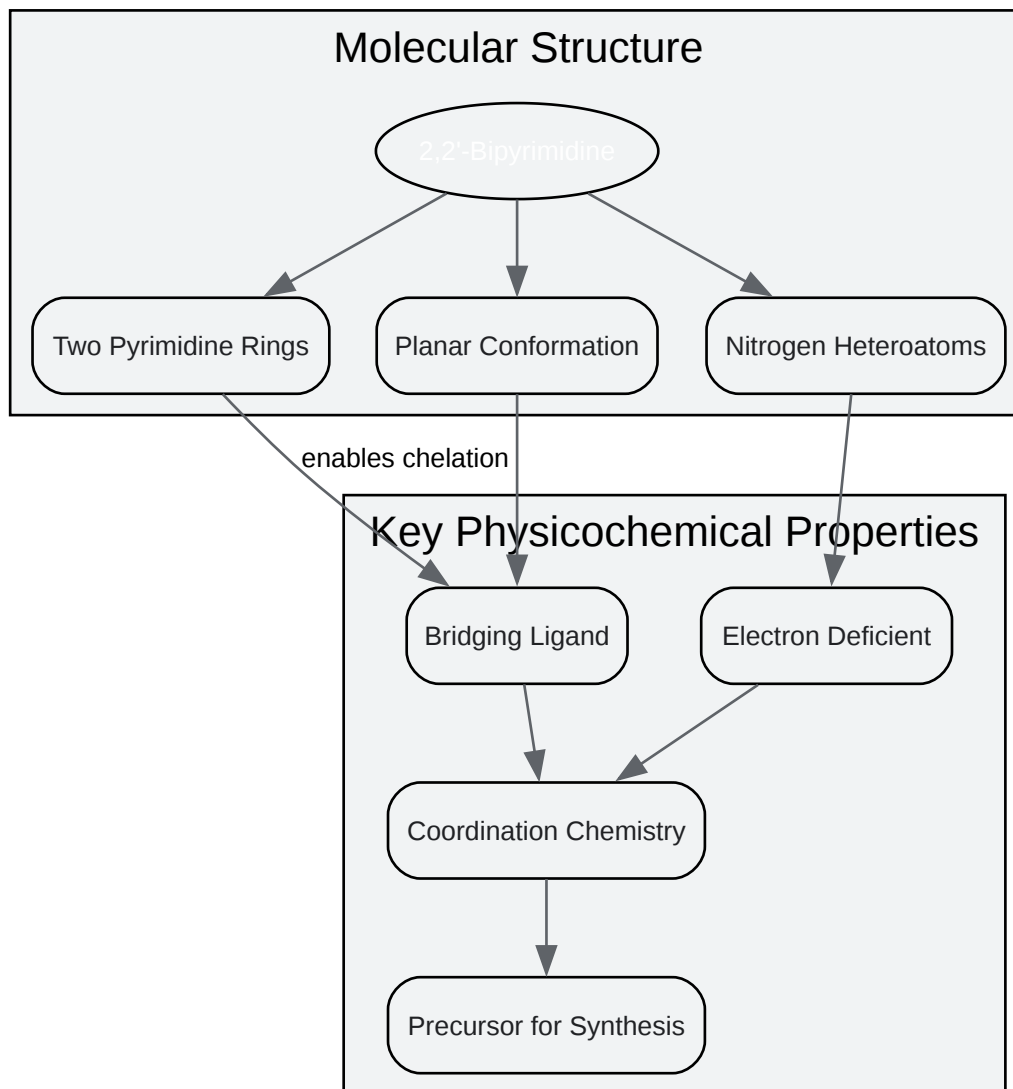 Molecular Structure
2,2'-Bipyrimidine
Two Pyrimidine Rings
Planar Conformation
Nitrogen Heteroatoms
enables chelation
Key Physicochemical Properties
Bridging Ligand
Electron Deficient
Coordination Chemistry
Precursor for Synthesis